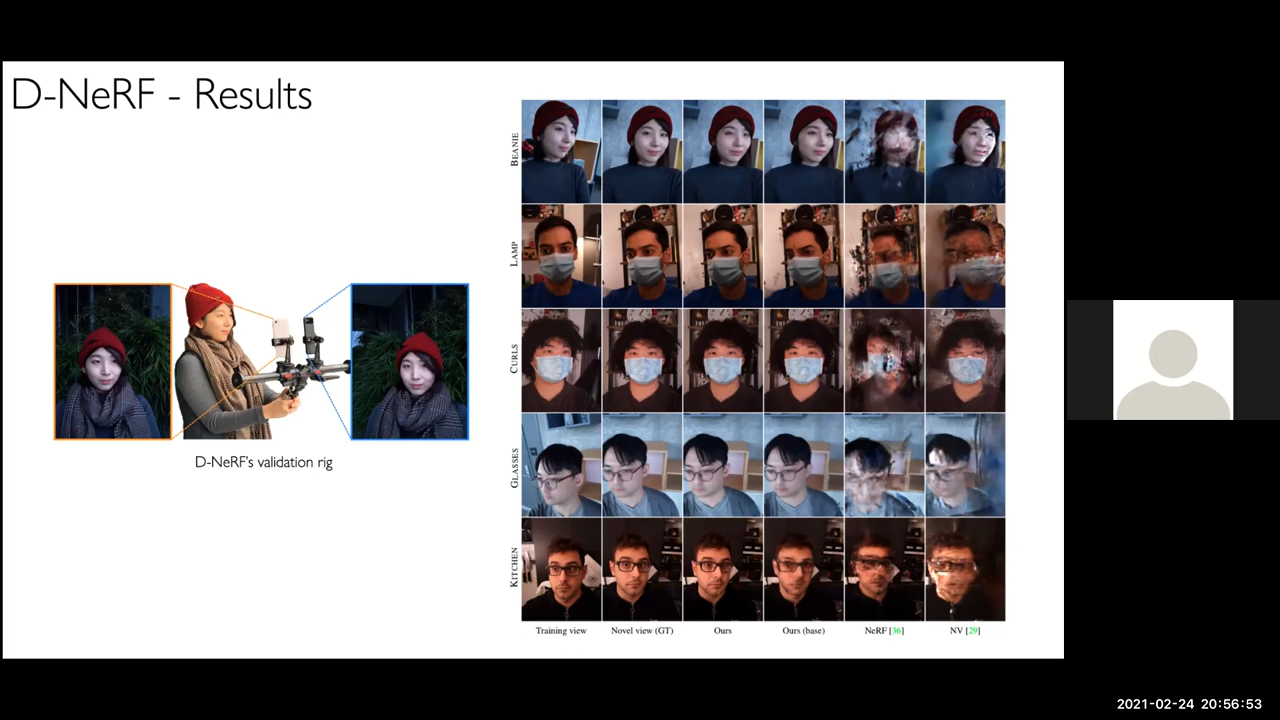 D-NeRF - Results
D-NeRF's validation rig
BEANIE
LAMP
CURLS
GLASSES
KITCHEN
Training view Novel view (GT) Ours Ours (base) NeRF [36] NV [29]
2021-02-24 20:56:53